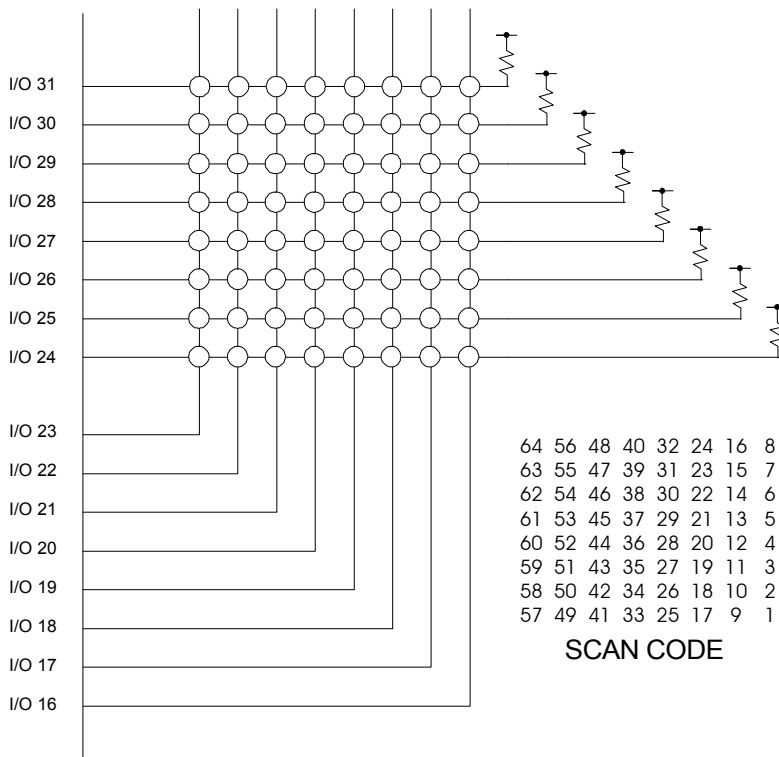 I/O 31
I/O 30
I/O 29
I/O 28
I/O 27
I/O 26
I/O 25
I/O 24
I/O 23
I/O 22
I/O 21
I/O 20
I/O 19
I/O 18
I/O 17
I/O 16
64 56 48 40 32 24 16 8
63 55 47 39 31 23 15 7
62 54 46 38 30 22 14 6
61 53 45 37 29 21 13 5
60 52 44 36 28 20 12 4
59 51 43 35 27 19 11 3
58 50 42 34 26 18 10 2
57 49 41 33 25 17 9 1
SCAN CODE